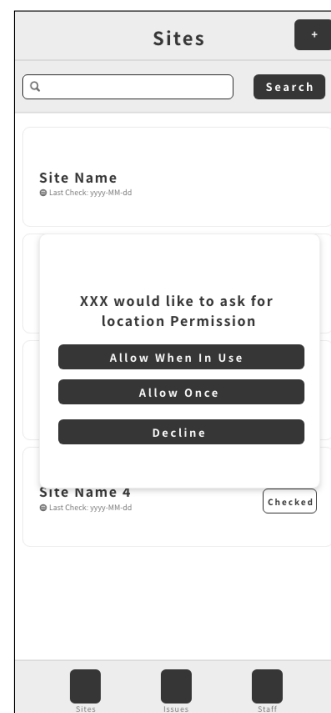 Sites
+
Search
Site Name
Last Check: yyyy-MM-dd
XXX would like to ask for
location Permission
Allow When In Use
Allow Once
Decline
Site Name 4
Last Check: yyyy-MM-dd
Checked
Sites Issues Staff